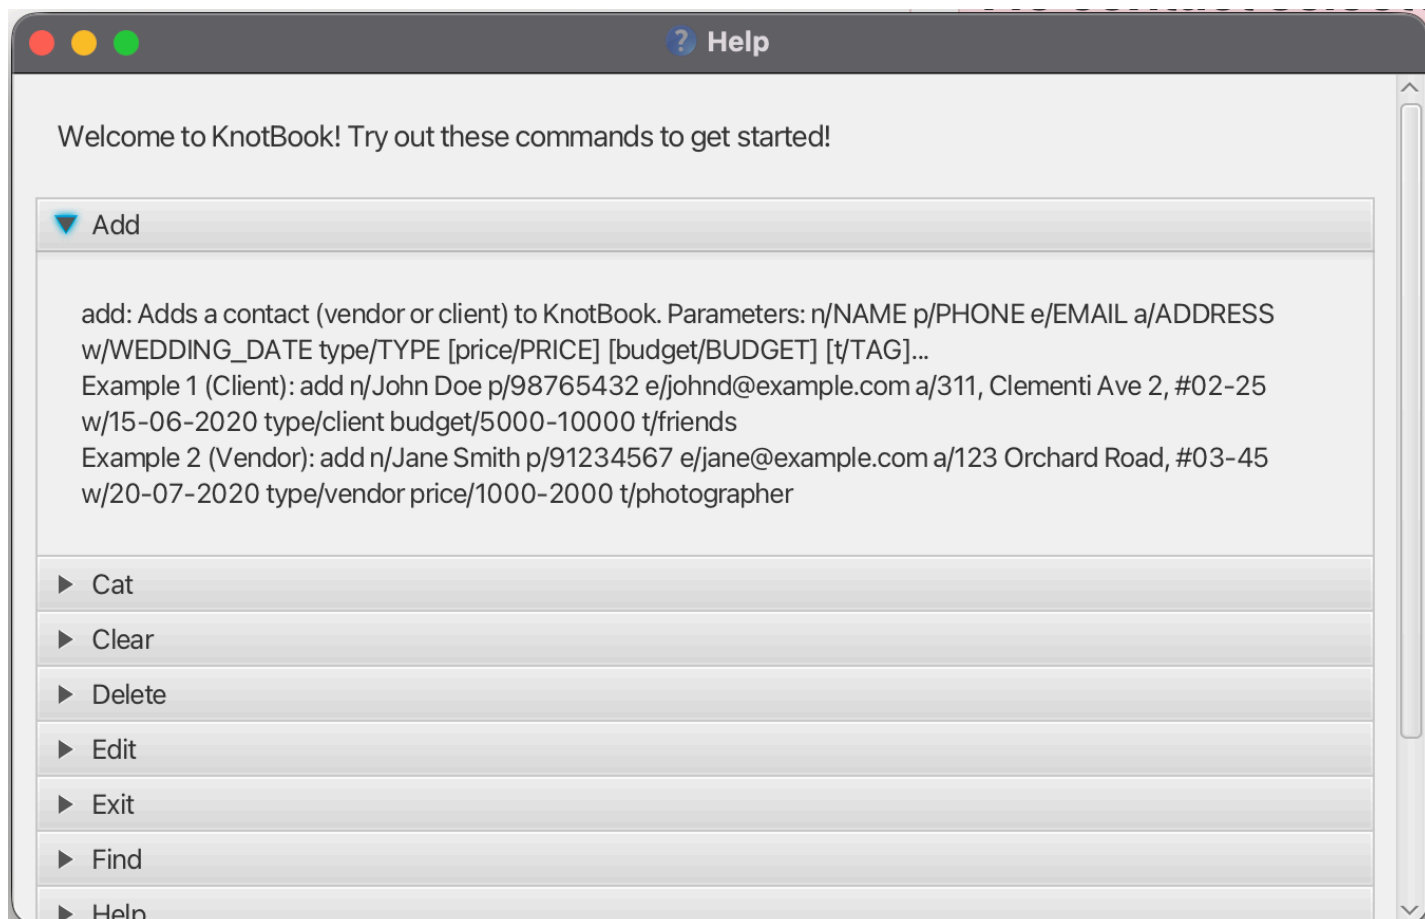 Help
Welcome to KnotBook! Try out these commands to get started!
Add
add: Adds a contact (vendor or client) to KnotBook. Parameters: n/NAME p/PHONE e/EMAIL a/ADDRESS
w/WEDDING_DATE type/TYPE [price/PRICE] [budget/BUDGET] [t/TAG]...
Example 1 (Client): add n/John Doe p/98765432 e/johnd@example.com a/311, Clementi Ave 2, #02-25
w/15-06-2020 type/client budget/5000-10000 t/friends
Example 2 (Vendor): add n/Jane Smith p/91234567 e/jane@example.com a/123 Orchard Road, #03-45
w/20-07-2020 type/vendor price/1000-2000 t/photographer
Cat
Clear
Delete
Edit
Exit
Find
Help